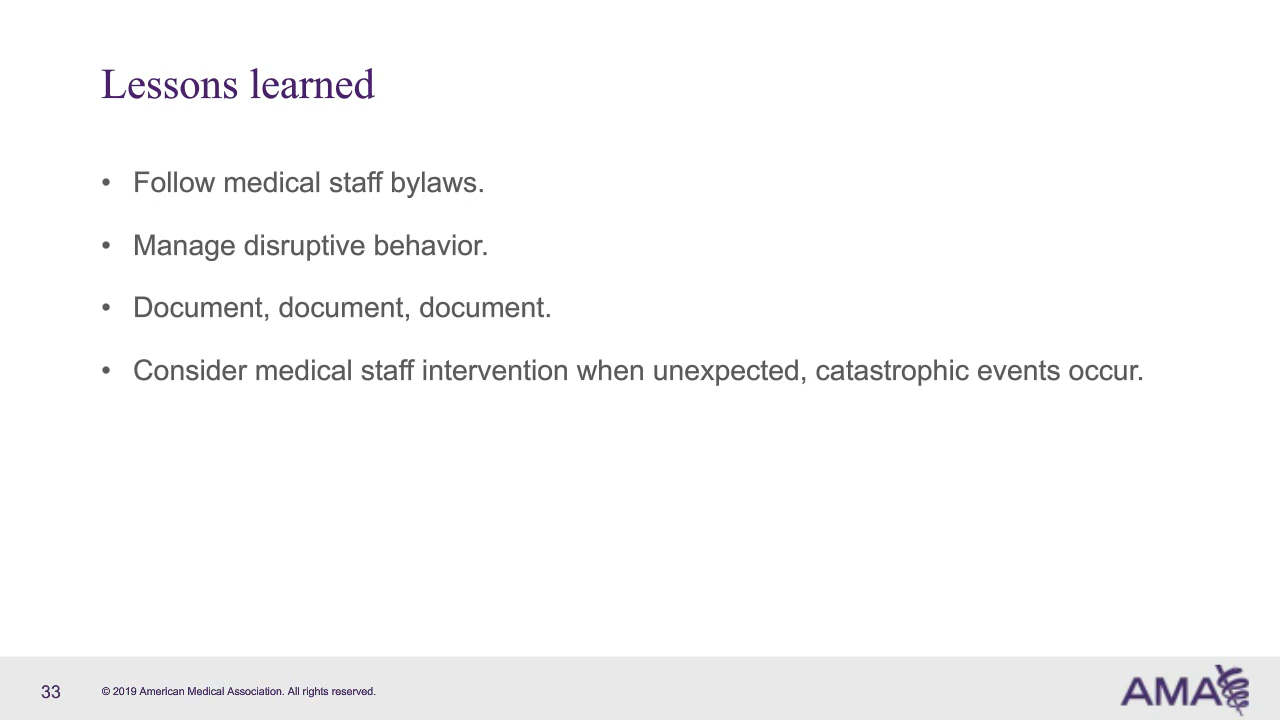 Lessons learned
• Follow medical staff bylaws.
• Manage disruptive behavior.
• Document, document, document.
• Consider medical staff intervention when unexpected, catastrophic events occur.
33
© 2019 American Medical Association. All rights reserved.
AMA